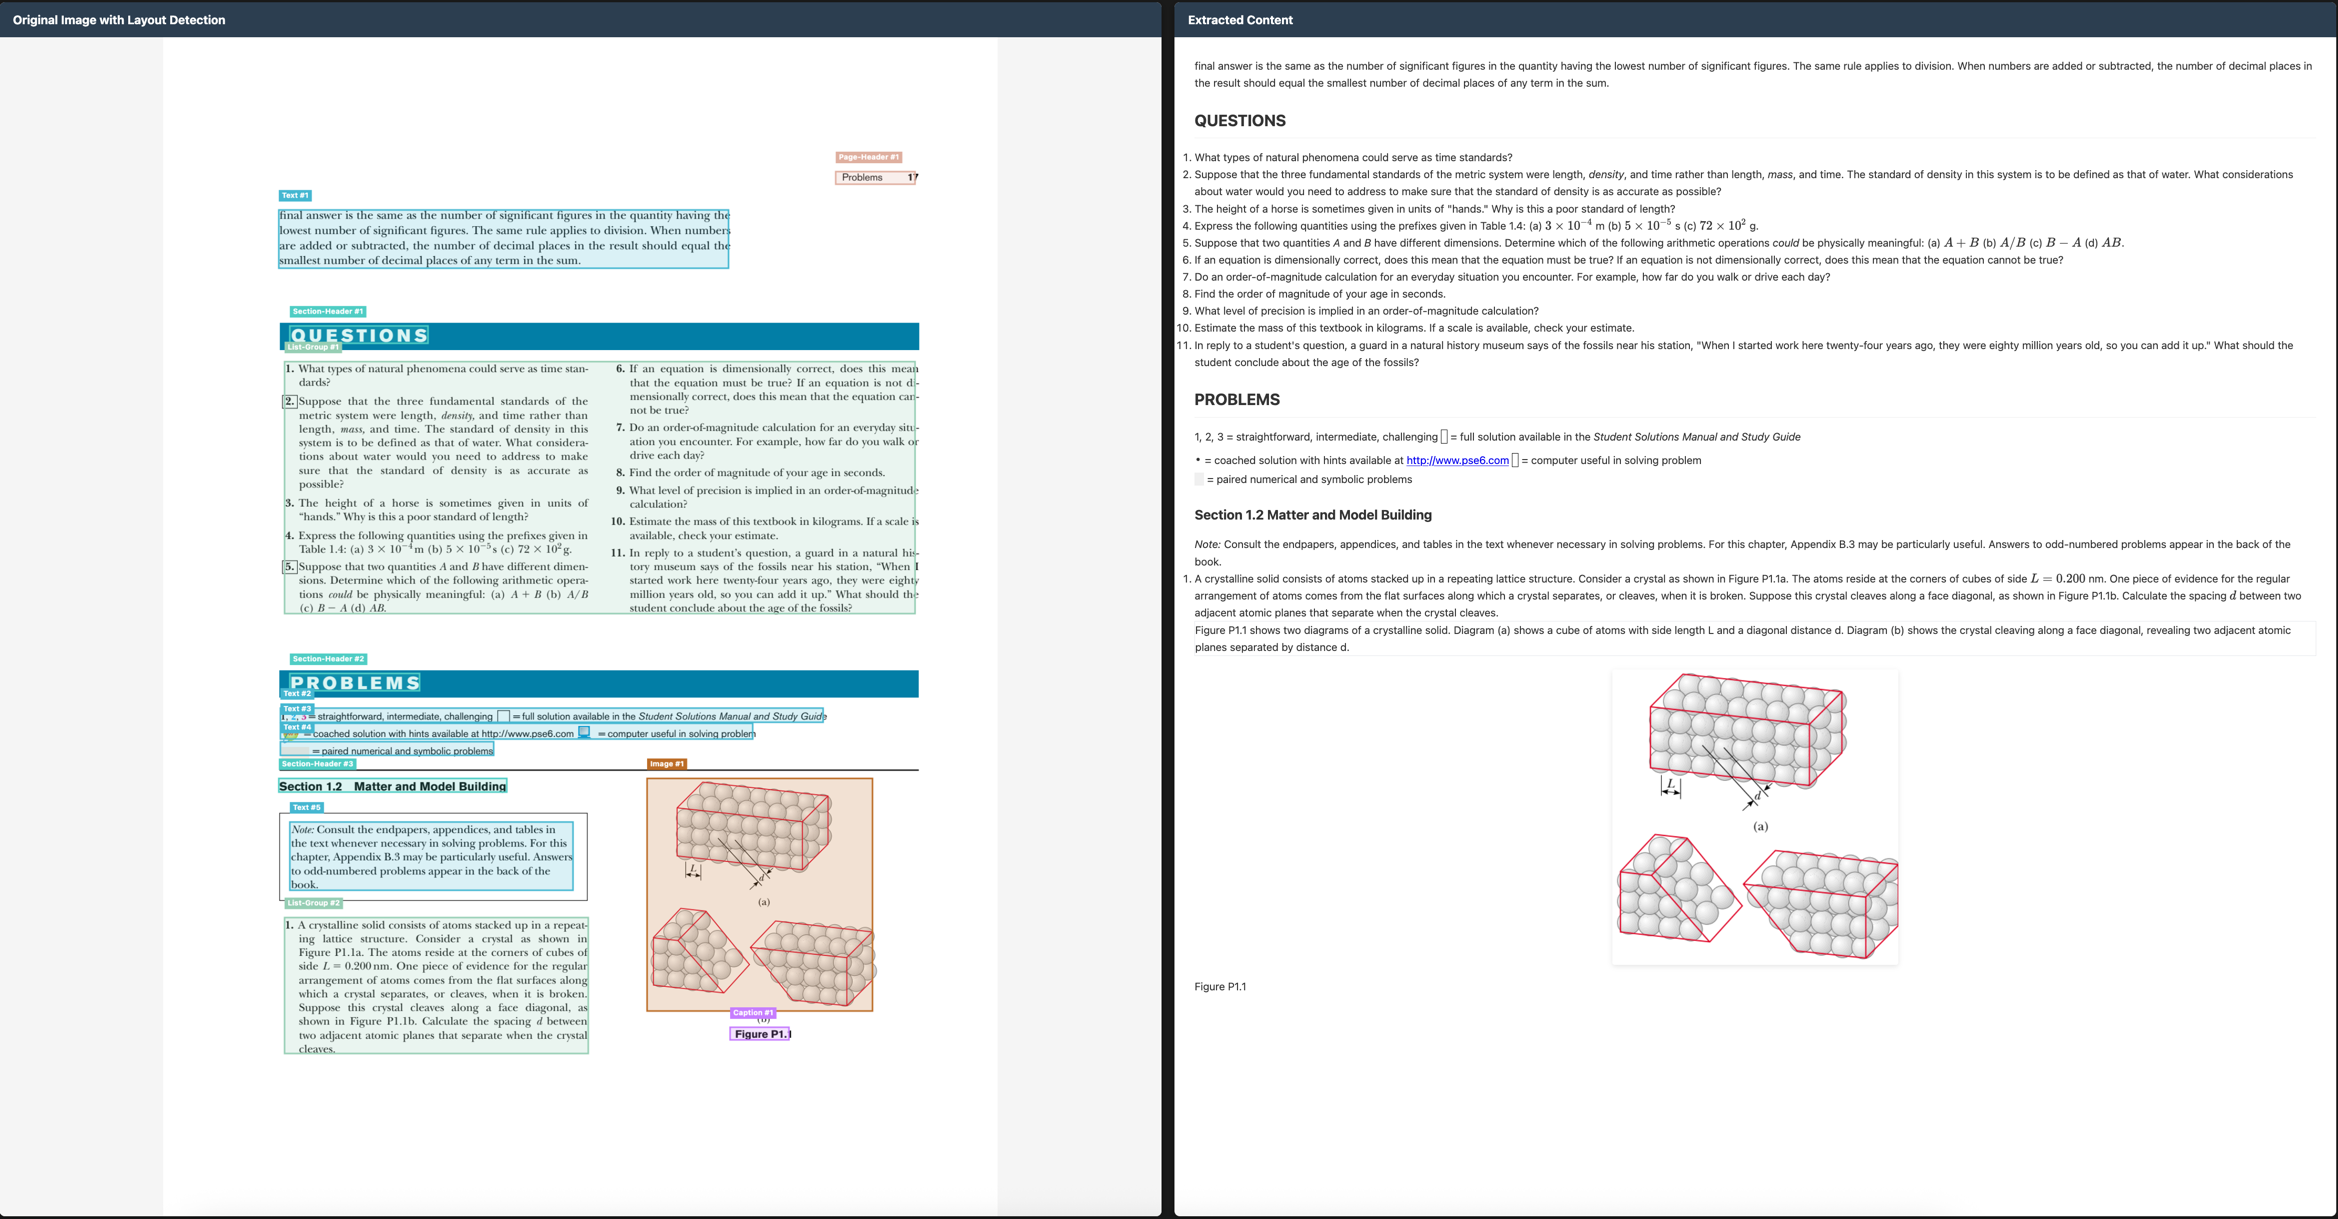 Original Image with Layout Detection
Page-Header #1
Problems 17
Text #1
final answer is the same as the number of significant figures in the quantity having the
lowest number of significant figures. The same rule applies to division. When numbers
are added or subtracted, the number of decimal places in the result should equal the
smallest number of decimal places of any term in the sum.
Section-Header #1
QUESTIONS
List-Group #1
1. What types of natural phenomena could serve as time stan-
dards?
2. Suppose that the three fundamental standards of the
metric system were length, density, and time rather than
length, mass, and time. The standard of density in this
system is to be defined as that of water. What considera-
tions about water would you need to address to make
sure that the standard of density is as accurate as
possible?
3. The height of a horse is sometimes given in units of
“hands.” Why is this a poor standard of length?
4. Express the following quantities using the prefixes given in
Table 1.4: (a) 3 × 10⁻⁴ m (b) 5 × 10⁻⁵ s (c) 72 × 10² g.
5. Suppose that two quantities A and B have different dimen-
sions. Determine which of the following arithmetic opera-
tions could be physically meaningful: (a) A + B (b) A/B
(c) B − A (d) AB.
6. If an equation is dimensionally correct, does this mean
that the equation must be true? If an equation is not di-
mensionally correct, does this mean that the equation can-
not be true?
7. Do an order-of-magnitude calculation for an everyday situ-
ation you encounter. For example, how far do you walk or
drive each day?
8. Find the order of magnitude of your age in seconds.
9. What level of precision is implied in an order-of-magnitude
calculation?
10. Estimate the mass of this textbook in kilograms. If a scale is
available, check your estimate.
11. In reply to a student’s question, a guard in a natural his-
tory museum says of the fossils near his station, “When I
started work here twenty-four years ago, they were eighty
million years old, so you can add it up.” What should the
student conclude about the age of the fossils?
Section-Header #2
PROBLEMS
Text #2
Text #3
1, 2, 3 = straightforward, intermediate, challenging = full solution available in the Student Solutions Manual and Study Guide
Text #4
= coached solution with hints available at http://www.pse6.com = computer useful in solving problem
= paired numerical and symbolic problems
Section-Header #3
Section 1.2 Matter and Model Building
Text #5
Note: Consult the endpapers, appendices, and tables in
the text whenever necessary in solving problems. For this
chapter, Appendix B.3 may be particularly useful. Answers
to odd-numbered problems appear in the back of the
book.
List-Group #2
1. A crystalline solid consists of atoms stacked up in a repeat-
ing lattice structure. Consider a crystal as shown in
Figure P1.1a. The atoms reside at the corners of cubes of
side L = 0.200 nm. One piece of evidence for the regular
arrangement of atoms comes from the flat surfaces along
which a crystal separates, or cleaves, when it is broken.
Suppose this crystal cleaves along a face diagonal, as
shown in Figure P1.1b. Calculate the spacing d between
two adjacent atomic planes that separate when the crystal
cleaves.
Image #1
L
d
(a)
Caption #1
Figure P1.1
Extracted Content
final answer is the same as the number of significant figures in the quantity having the lowest number of significant figures. The same rule applies to division. When numbers are added or subtracted, the number of decimal places in
the result should equal the smallest number of decimal places of any term in the sum.
QUESTIONS
1. What types of natural phenomena could serve as time standards?
2. Suppose that the three fundamental standards of the metric system were length, density, and time rather than length, mass, and time. The standard of density in this system is to be defined as that of water. What considerations
about water would you need to address to make sure that the standard of density is as accurate as possible?
3. The height of a horse is sometimes given in units of "hands." Why is this a poor standard of length?
4. Express the following quantities using the prefixes given in Table 1.4: (a) 3 × 10⁻⁴ m (b) 5 × 10⁻⁵ s (c) 72 × 10² g.
5. Suppose that two quantities A and B have different dimensions. Determine which of the following arithmetic operations could be physically meaningful: (a) A + B (b) A/B (c) B − A (d) AB.
6. If an equation is dimensionally correct, does this mean that the equation must be true? If an equation is not dimensionally correct, does this mean that the equation cannot be true?
7. Do an order-of-magnitude calculation for an everyday situation you encounter. For example, how far do you walk or drive each day?
8. Find the order of magnitude of your age in seconds.
9. What level of precision is implied in an order-of-magnitude calculation?
10. Estimate the mass of this textbook in kilograms. If a scale is available, check your estimate.
11. In reply to a student's question, a guard in a natural history museum says of the fossils near his station, "When I started work here twenty-four years ago, they were eighty million years old, so you can add it up." What should the
student conclude about the age of the fossils?
PROBLEMS
1, 2, 3 = straightforward, intermediate, challenging = full solution available in the Student Solutions Manual and Study Guide
• = coached solution with hints available at http://www.pse6.com = computer useful in solving problem
= paired numerical and symbolic problems
Section 1.2 Matter and Model Building
Note: Consult the endpapers, appendices, and tables in the text whenever necessary in solving problems. For this chapter, Appendix B.3 may be particularly useful. Answers to odd-numbered problems appear in the back of the
book.
1. A crystalline solid consists of atoms stacked up in a repeating lattice structure. Consider a crystal as shown in Figure P1.1a. The atoms reside at the corners of cubes of side L = 0.200 nm. One piece of evidence for the regular
arrangement of atoms comes from the flat surfaces along which a crystal separates, or cleaves, when it is broken. Suppose this crystal cleaves along a face diagonal, as shown in Figure P1.1b. Calculate the spacing d between two
adjacent atomic planes that separate when the crystal cleaves.
Figure P1.1 shows two diagrams of a crystalline solid. Diagram (a) shows a cube of atoms with side length L and a diagonal distance d. Diagram (b) shows the crystal cleaving along a face diagonal, revealing two adjacent atomic
planes separated by distance d.
L
d
(a)
Figure P1.1